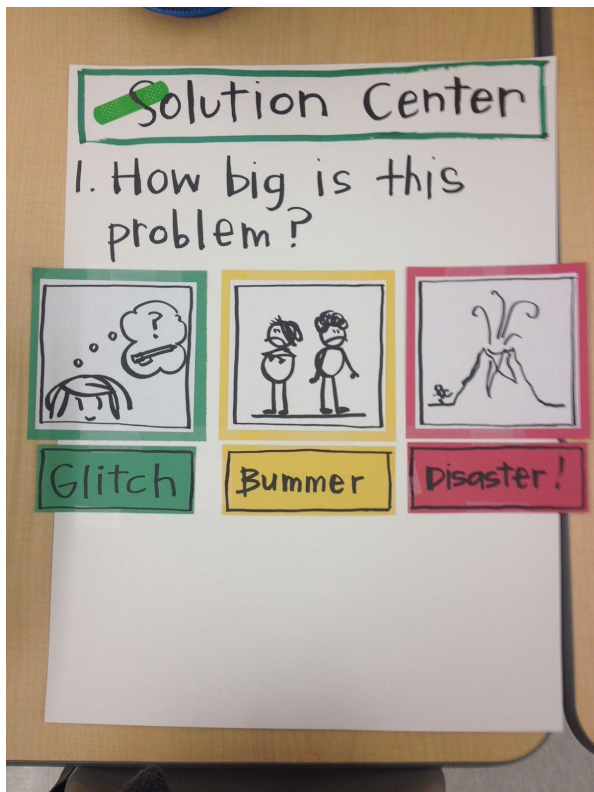 Solution Center
1. How big is this
problem?
?
Glitch
Bummer
Disaster!